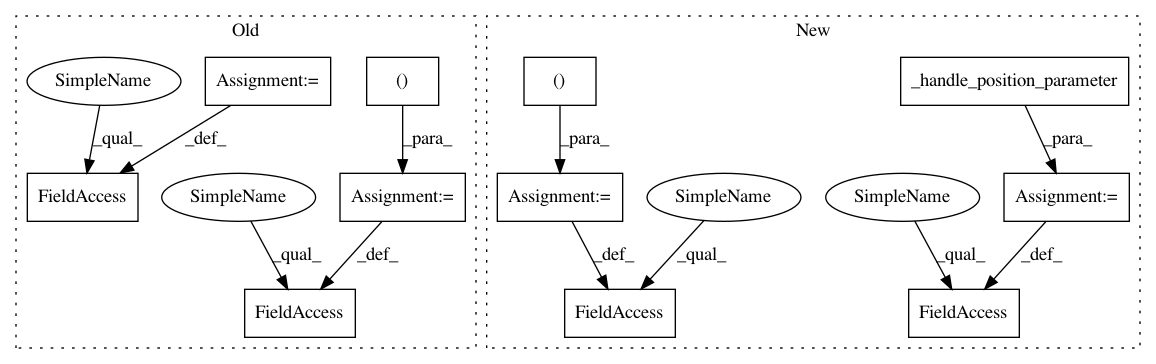 Old
New
SimpleName
Assignment:=
()
()
_handle_position_parameter
_qual_
_def_
_para_
_para_
_para_
FieldAccess
SimpleName
Assignment:=
Assignment:=
SimpleName
SimpleName
Assignment:=
_qual_
_def_
_def_
_qual_
_qual_
_def_
FieldAccess
FieldAccess
FieldAccess